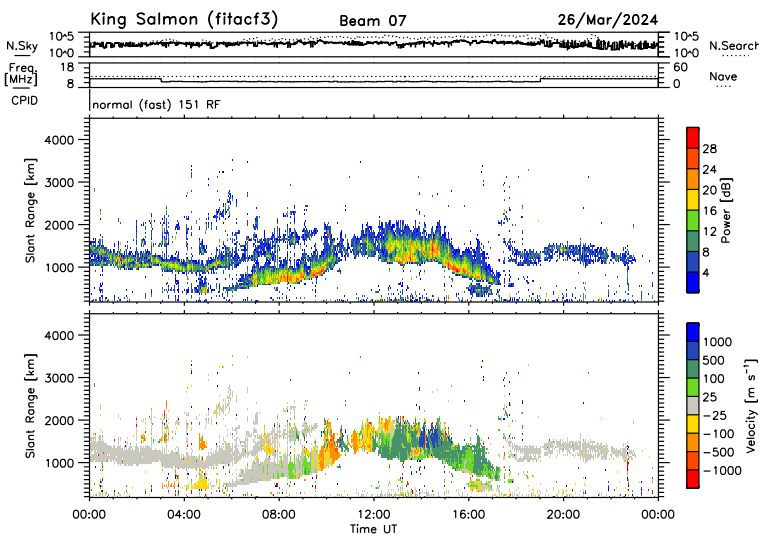 King Salmon (fitacf3)
Beam 07
26/Mar/2024
N.Sky
10^5
10^0
10^5
10^0
N.Search
Freq.
[MHz]
18
8
60
0
Nave
CPID
normal (fast) 151 RF
Slant Range [km]
4000
3000
2000
1000
28
24
20
16
12
8
4
Power [dB]
Slant Range [km]
4000
3000
2000
1000
1000
500
100
25
−25
−100
−500
−1000
Velocity [m s⁻¹]
00:00 04:00 08:00 12:00 16:00 20:00 00:00
Time UT